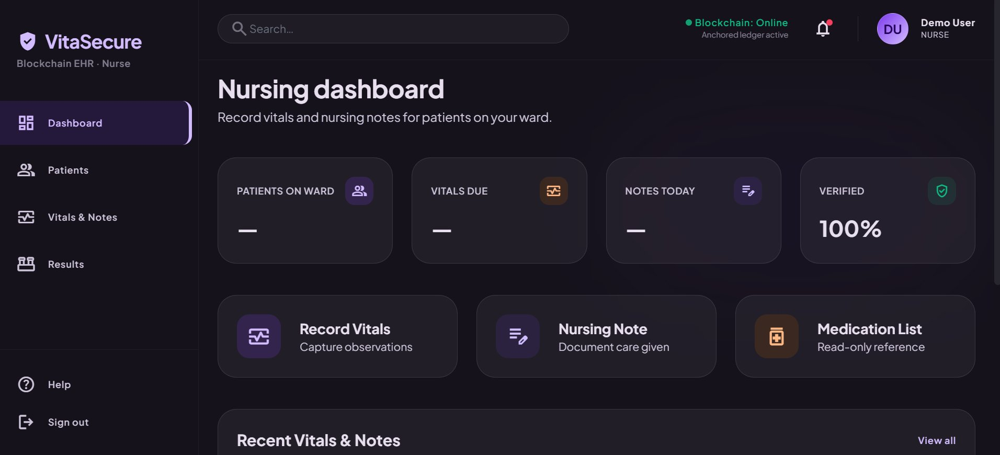 VitaSecure
Blockchain EHR · Nurse
Dashboard
Patients
Vitals & Notes
Results
Help
Sign out
Search...
Blockchain: Online
Anchored ledger active
DU
Demo User
NURSE
Nursing dashboard
Record vitals and nursing notes for patients on your ward.
PATIENTS ON WARD
—
VITALS DUE
—
NOTES TODAY
—
VERIFIED
100%
Record Vitals
Capture observations
Nursing Note
Document care given
Medication List
Read-only reference
Recent Vitals & Notes
View all